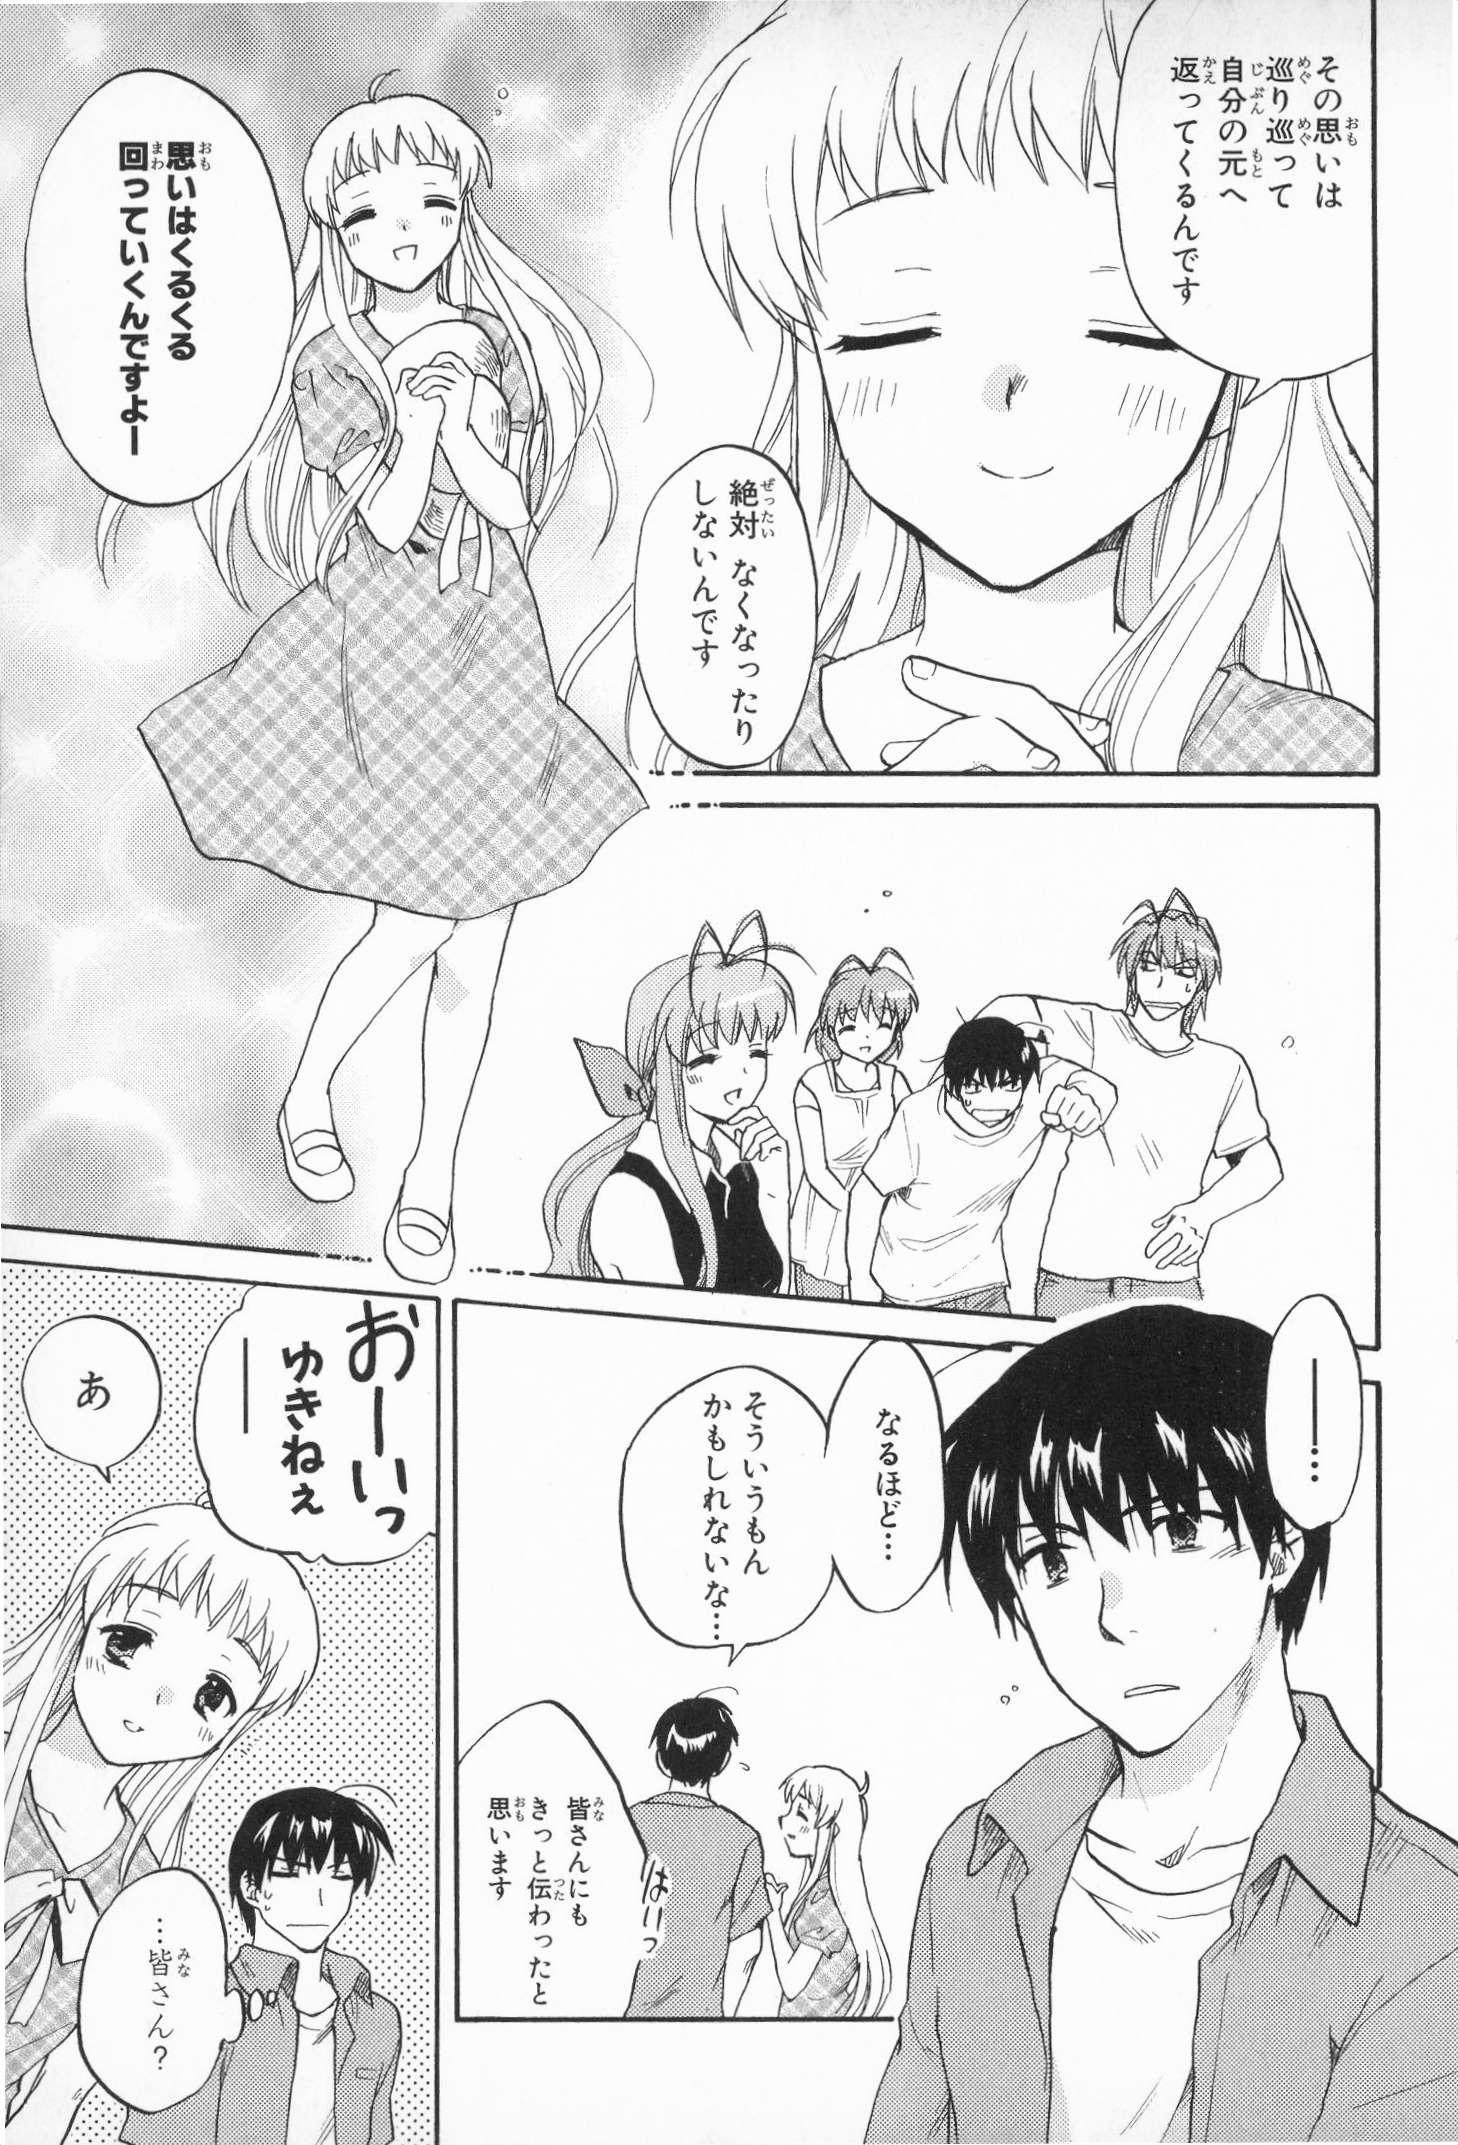 その思いは
巡り巡って
自分の元へ
返ってくるんです
絶対なくなったり
しないんです
思いはくるくる
回っていくんですよー
──…
なるほど…
そういうもん
かもしれないな…
はいっ
皆さんにも
きっと伝わったと
思います
おーいっ
ゆきねぇ
──
あ
…皆さん?